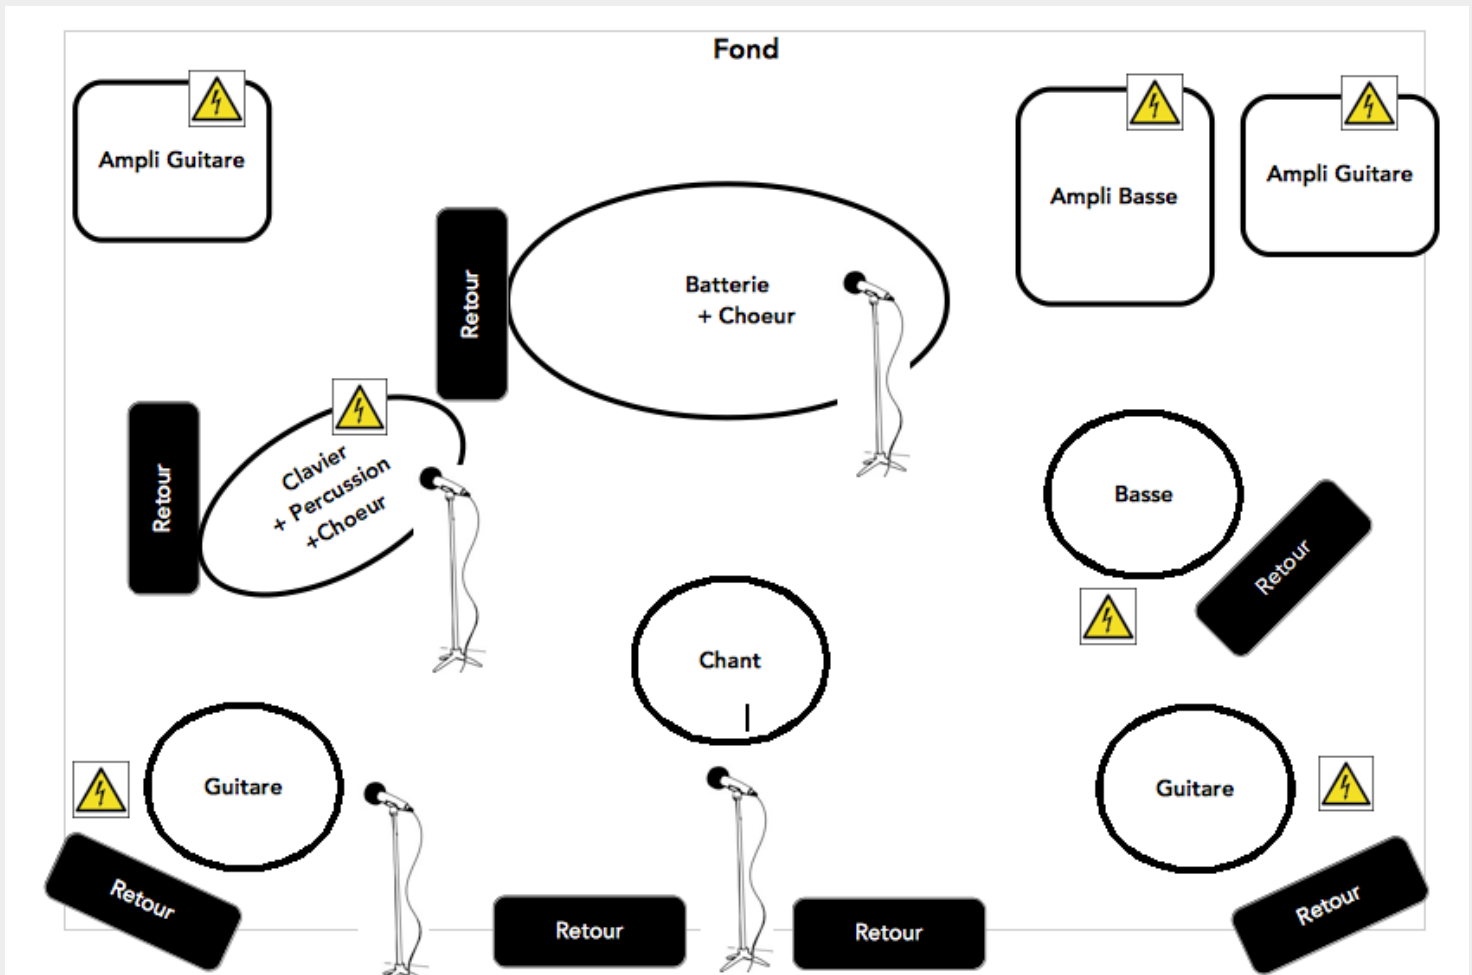 Fond
Ampli Guitare
Ampli Basse
Ampli Guitare
Retour
Batterie
+ Choeur
Retour
Clavier
+ Percussion
+Choeur
Basse
Retour
Chant
Guitare
Guitare
Retour
Retour
Retour
Retour